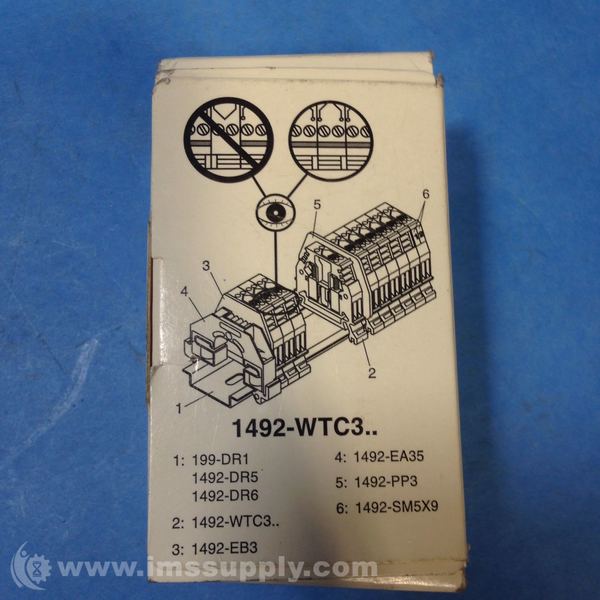 5
6
3
4
2
1
1492-WTC3..
1: 199-DR1
1492-DR5
1492-DR6
2: 1492-WTC3..
3: 1492-EB3
4: 1492-EA35
5: 1492-PP3
6: 1492-SM5X9
www.imssupply.com